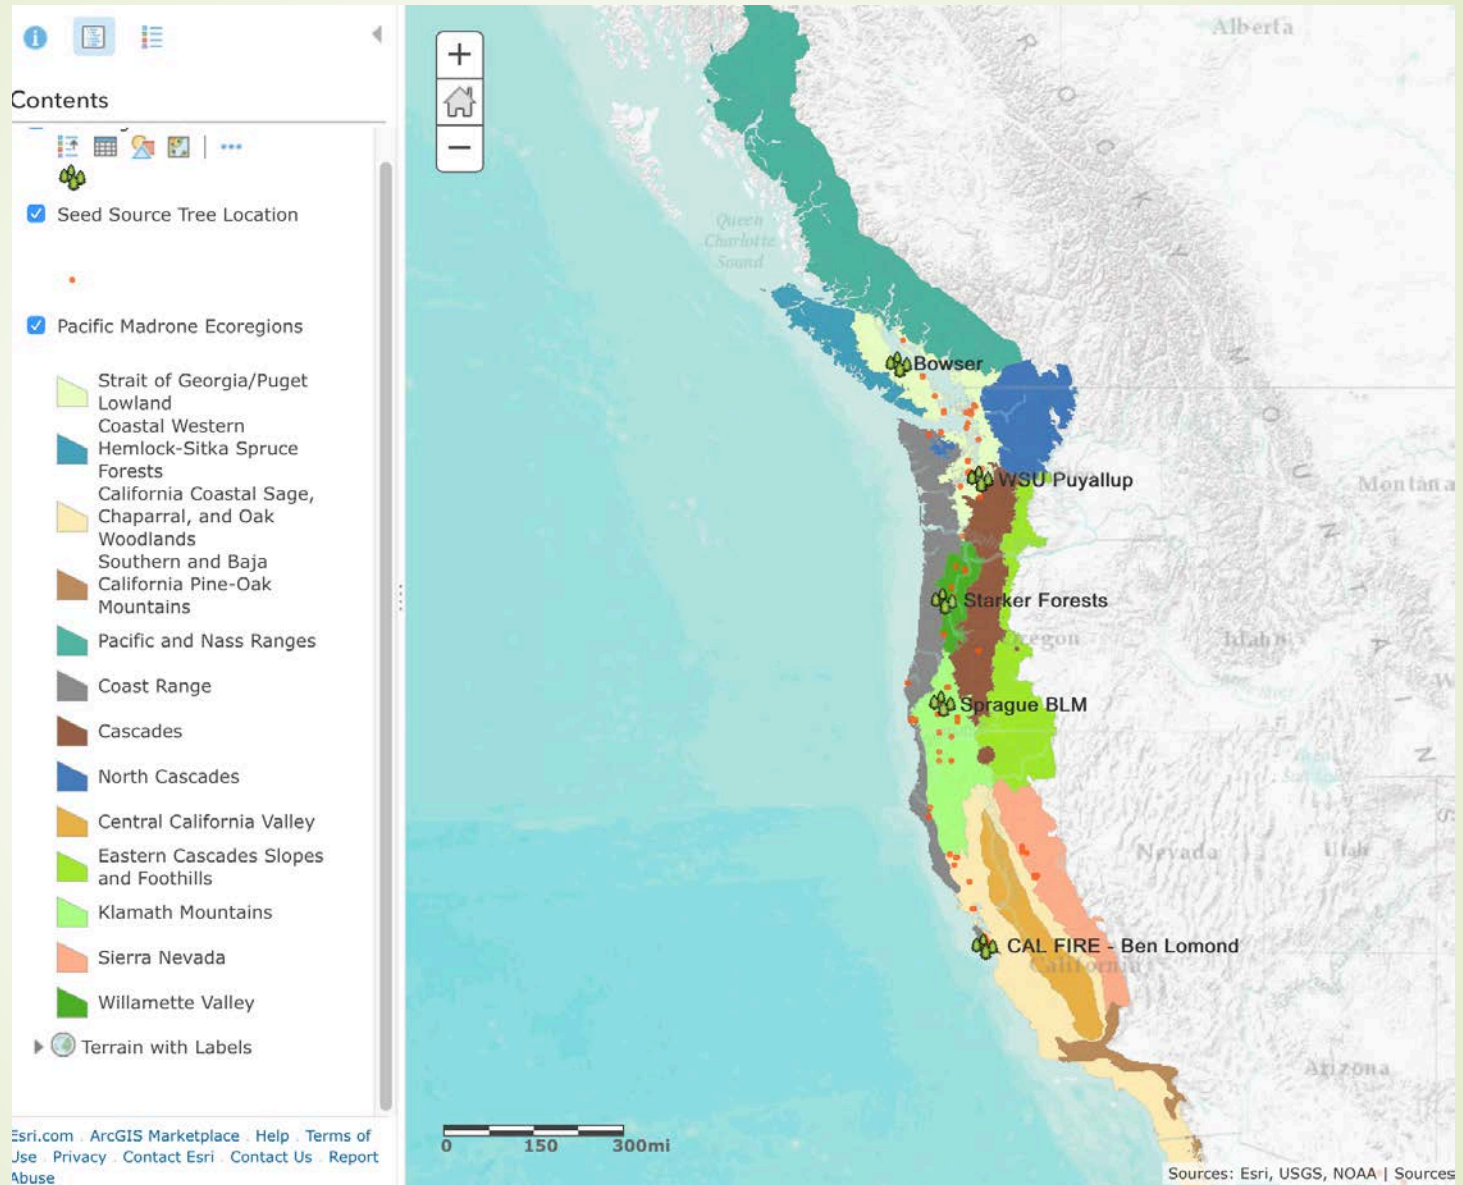 Contents
Seed Source Tree Location
Pacific Madrone Ecoregions
Strait of Georgia/Puget
Lowland
Coastal Western
Hemlock-Sitka Spruce
Forests
California Coastal Sage,
Chaparral, and Oak
Woodlands
Southern and Baja
California Pine-Oak
Mountains
Pacific and Nass Ranges
Coast Range
Cascades
North Cascades
Central California Valley
Eastern Cascades Slopes
and Foothills
Klamath Mountains
Sierra Nevada
Willamette Valley
Terrain with Labels
Esri.com . ArcGIS Marketplace . Help . Terms of
Use . Privacy . Contact Esri . Contact Us . Report
Abuse
+
−
Alberta
ROCKY
MOUNTAINS
Queen
Charlotte
Sound
Bowser
WSU Puyallup
Montana
Starker Forests
Oregon
Idaho
Sprague BLM
Nevada
Utah
CAL FIRE - Ben Lomond
California
Arizona
0 150 300mi
Sources: Esri, USGS, NOAA | Sources